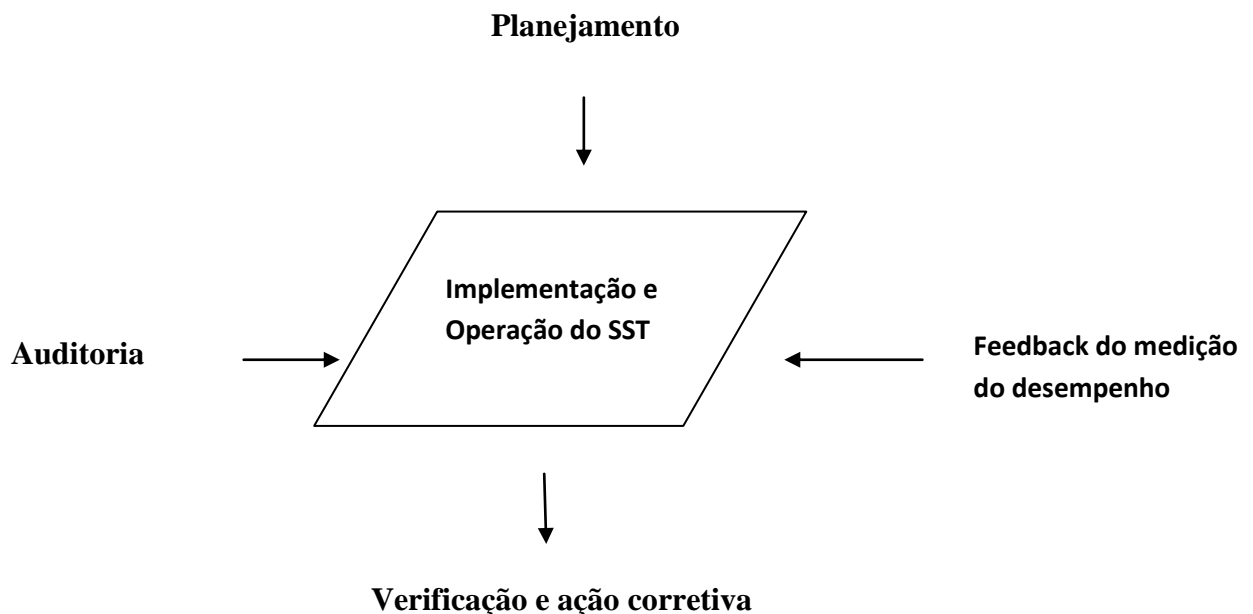 Planejamento
Implementação e
Operação do SST
Auditoria
Feedback do medição
do desempenho
Verificação e ação corretiva